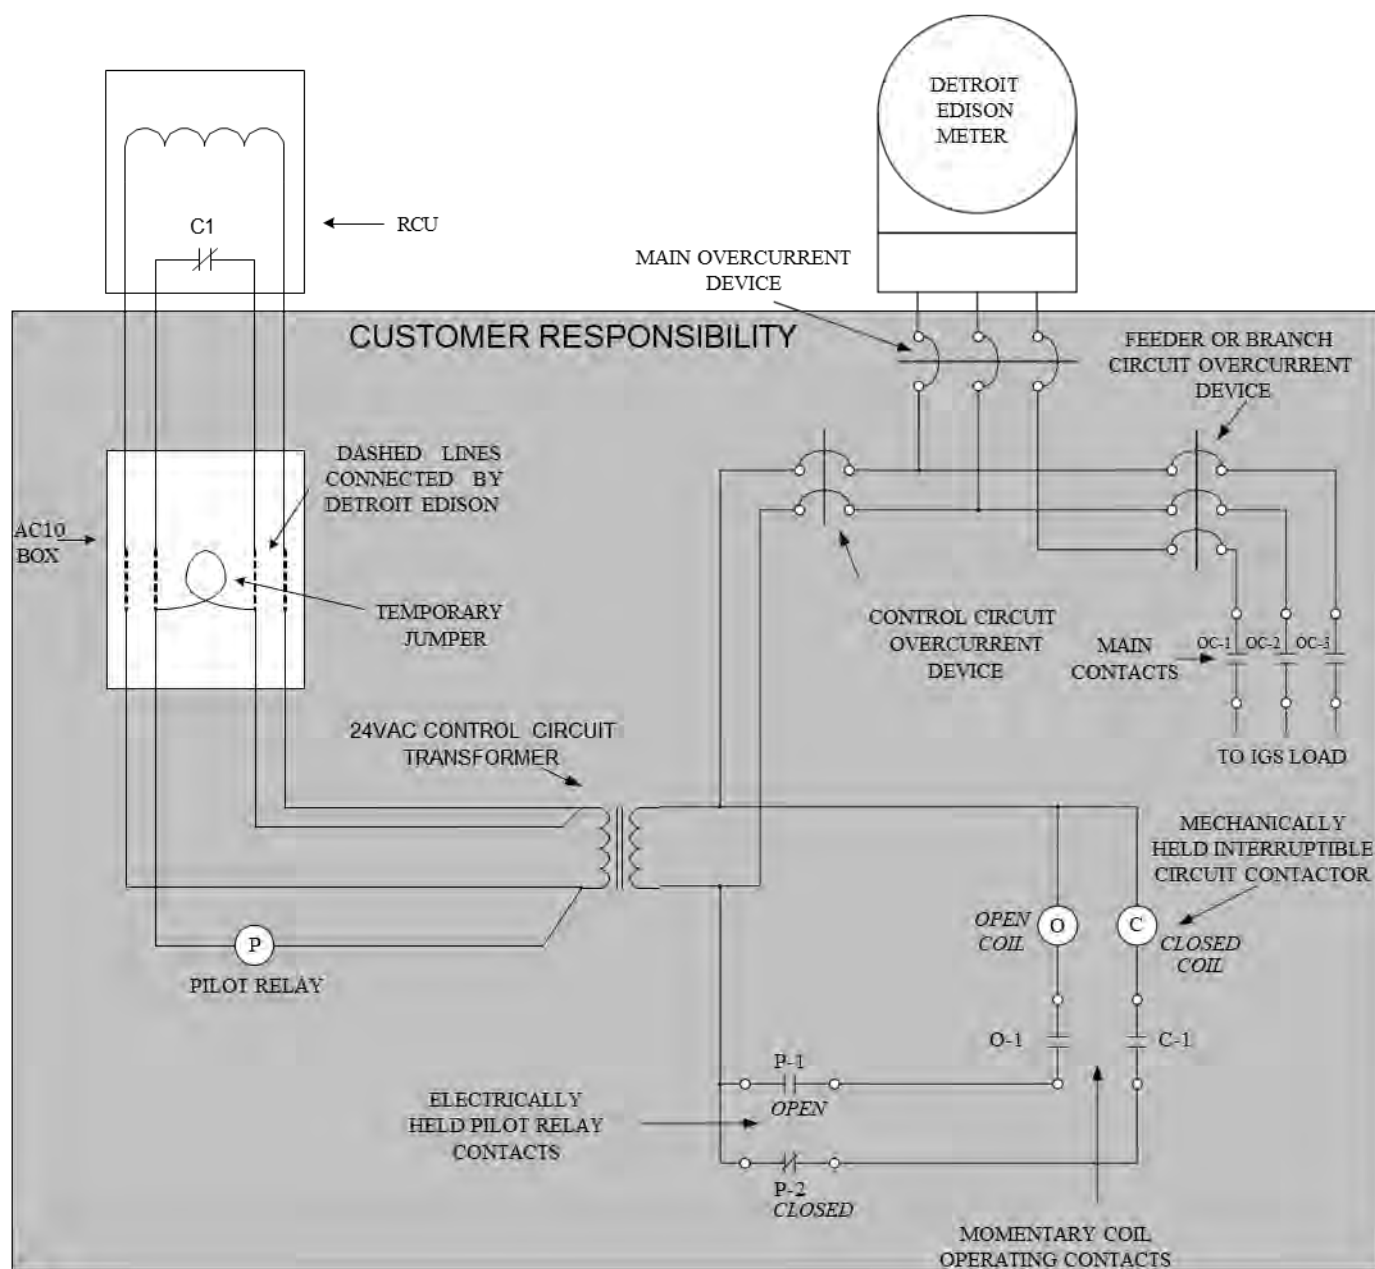 DETROIT
EDISON
METER
C1
RCU
MAIN OVERCURRENT
DEVICE
CUSTOMER RESPONSIBILITY
FEEDER OR BRANCH
CIRCUIT OVERCURRENT
DEVICE
DASHED LINES
CONNECTED BY
DETROIT EDISON
AC10
BOX
TEMPORARY
JUMPER
CONTROL CIRCUIT
OVERCURRENT
DEVICE
MAIN
CONTACTS
OC-1 OC-2 OC-3
TO IGS LOAD
24VAC CONTROL CIRCUIT
TRANSFORMER
MECHANICALLY
HELD INTERRUPTIBLE
CIRCUIT CONTACTOR
OPEN
COIL
O
C
CLOSED
COIL
P
PILOT RELAY
O-1
C-1
P-1
OPEN
ELECTRICALLY
HELD PILOT RELAY
CONTACTS
P-2
CLOSED
MOMENTARY COIL
OPERATING CONTACTS